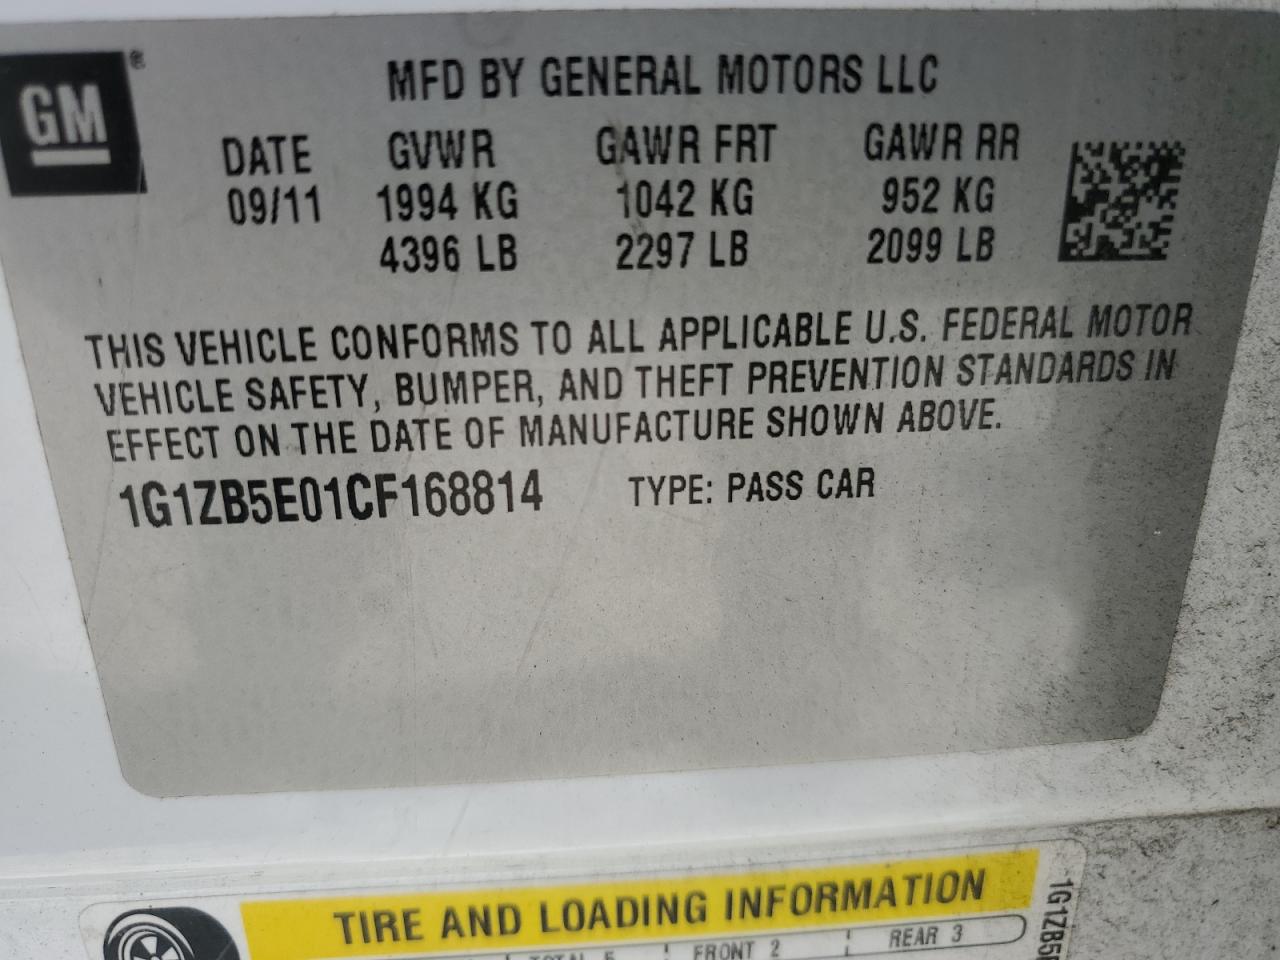 GM ®
MFD BY GENERAL MOTORS LLC
DATE GVWR GAWR FRT GAWR RR
09/11 1994 KG 1042 KG 952 KG
4396 LB 2297 LB 2099 LB
THIS VEHICLE CONFORMS TO ALL APPLICABLE U.S. FEDERAL MOTOR
VEHICLE SAFETY, BUMPER, AND THEFT PREVENTION STANDARDS IN
EFFECT ON THE DATE OF MANUFACTURE SHOWN ABOVE.
1G1ZB5E01CF168814 TYPE: PASS CAR
TIRE AND LOADING INFORMATION
TOTAL 5 FRONT 2 REAR 3
1G1ZB5